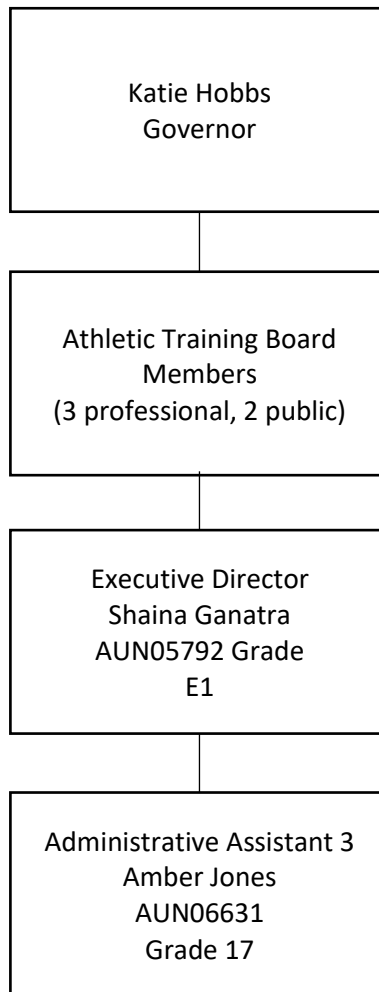 Katie Hobbs
Governor
Athletic Training Board
Members
(3 professional, 2 public)
Executive Director
Shaina Ganatra
AUN05792 Grade
E1
Administrative Assistant 3
Amber Jones
AUN06631
Grade 17